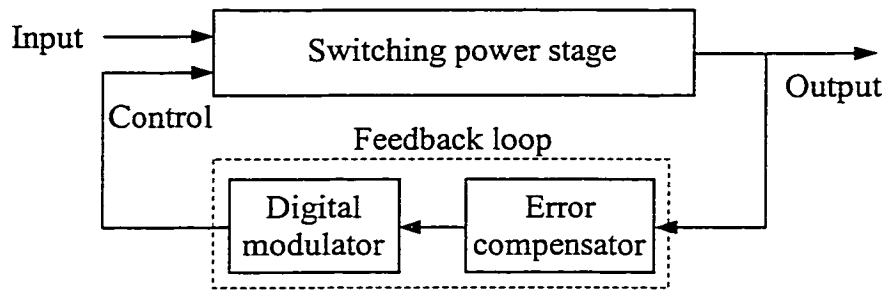 Input
Switching power stage
Output
Control
Feedback loop
Digital
modulator
Error
compensator